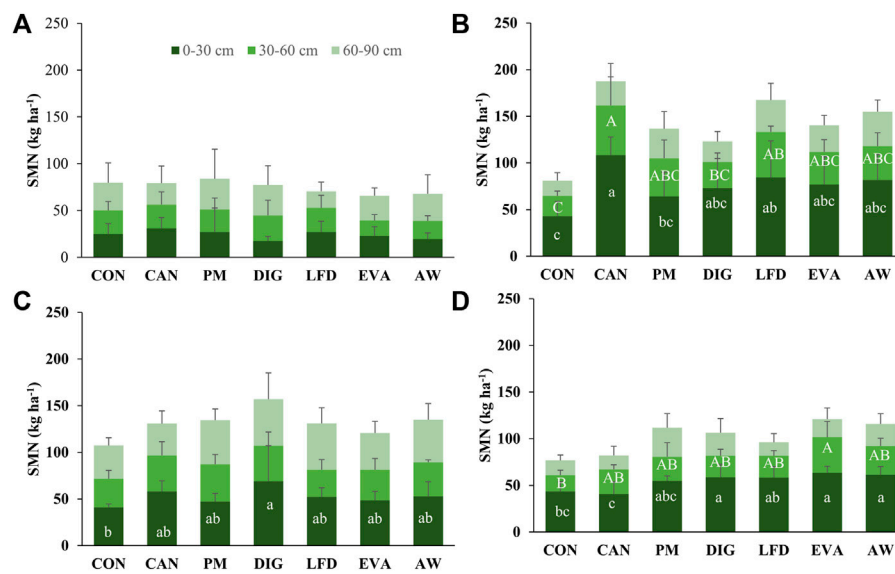 A
B
250
200
150
100
50
0
SMN (kg ha-1)
0-30 cm 30-60 cm 60-90 cm
CON CAN PM DIG LFD EVA AW
250
200
150
100
50
0
SMN (kg ha-1)
A
AB
ABC
BC
ABC
ABC
C
a
bc
abc
ab
abc
abc
c
CON CAN PM DIG LFD EVA AW
C
D
250
200
150
100
50
0
SMN (kg ha-1)
b ab ab a ab ab ab
CON CAN PM DIG LFD EVA AW
250
200
150
100
50
0
SMN (kg ha-1)
B AB AB AB AB A AB
bc c abc a ab a a
CON CAN PM DIG LFD EVA AW